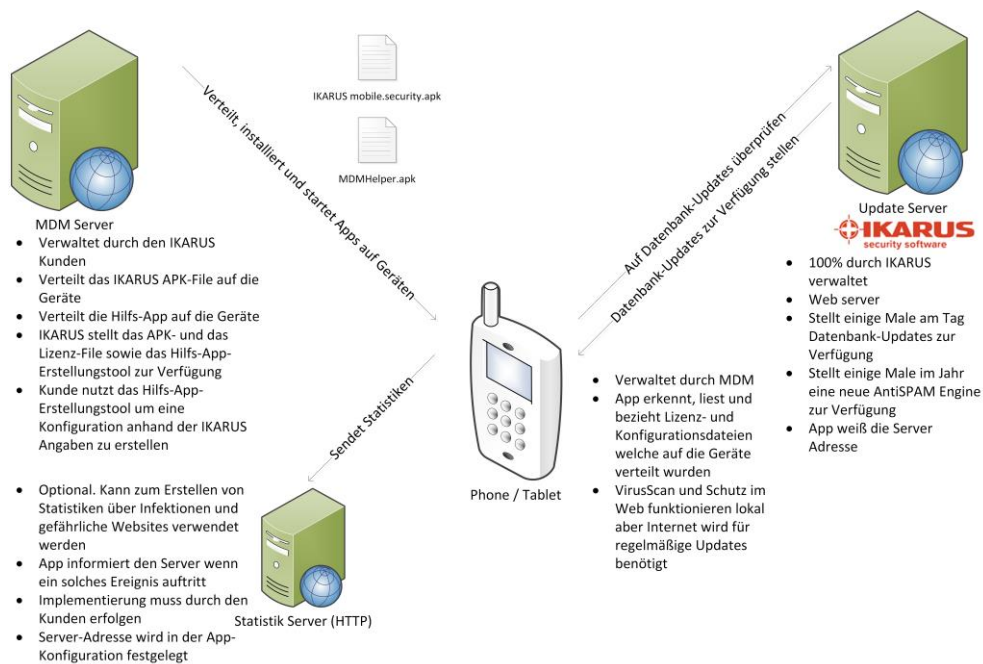 IKARUS mobile.security.apk
MDMHelper.apk
Verteilt, installiert und startet Apps auf Geräten
Auf Datenbank-Updates überprüfen
Datenbank-Updates zur Verfügung stellen
Sendet Statistiken
MDM Server
• Verwaltet durch den IKARUS
Kunden
• Verteilt das IKARUS APK-File auf die
Geräte
• Verteilt die Hilfs-App auf die Geräte
• IKARUS stellt das APK- und das
Lizenz-File sowie das Hilfs-App-
Erstellungstool zur Verfügung
• Kunde nutzt das Hilfs-App-
Erstellungstool um eine
Konfiguration anhand der IKARUS
Angaben zu erstellen
Update Server
IKARUS
security software
• 100% durch IKARUS
verwaltet
• Web server
• Stellt einige Male am Tag
Datenbank-Updates zur
Verfügung
• Stellt einige Male im Jahr
eine neue AntiSPAM Engine
zur Verfügung
• App weiß die Server
Adresse
Phone / Tablet
• Verwaltet durch MDM
• App erkennt, liest und
bezieht Lizenz- und
Konfigurationsdateien
welche auf die Geräte
verteilt wurden
• VirusScan und Schutz im
Web funktionieren lokal
aber Internet wird für
regelmäßige Updates
benötigt
• Optional. Kann zum Erstellen von
Statistiken über Infektionen und
gefährliche Websites verwendet
werden
• App informiert den Server wenn
ein solches Ereignis auftritt
• Implementierung muss durch den
Kunden erfolgen
• Server-Adresse wird in der App-
Konfiguration festgelegt
Statistik Server (HTTP)